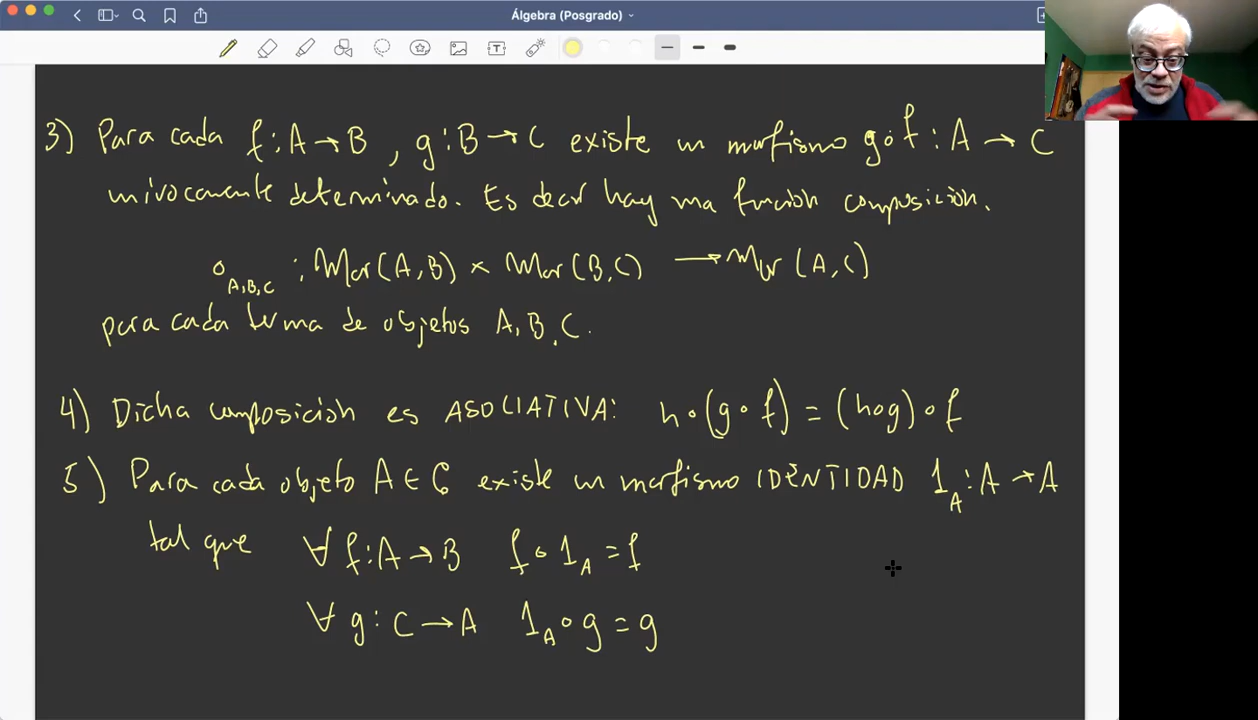 Álgebra (Posgrado)
3) Para cada f : A → B , g : B → C existe un morfismo g∘f : A → C
unívocamente determinado. Es decir hay una función composición.
∘A,B,C : Mor(A,B) × Mor(B,C) → Mor(A,C)
para cada terna de objetos A, B, C.
4) Dicha composición es ASOCIATIVA: h∘(g∘f) = (h∘g)∘f
5) Para cada objeto A ∈ C existe un morfismo IDENTIDAD 1A : A → A
tal que ∀ f : A → B f∘1A = f
∀ g : C → A 1A∘g = g